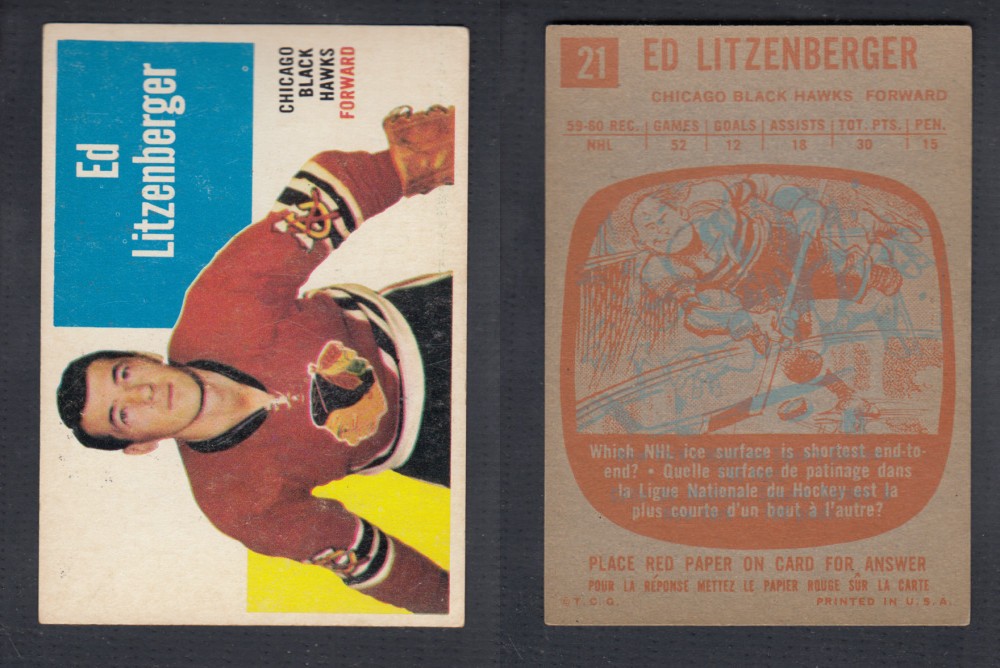 Ed
Litzenberger
CHICAGO
BLACK
HAWKS
FORWARD
21
ED LITZENBERGER
CHICAGO BLACK HAWKS FORWARD
59-60 REC. GAMES GOALS ASSISTS TOT. PTS. PEN.
NHL 52 12 18 30 15
Which NHL ice surface is shortest end-to-
end? • Quelle surface de patinage dans
la Ligue Nationale du Hockey est la
plus courte d'un bout à l'autre?
PLACE RED PAPER ON CARD FOR ANSWER
POUR LA RÉPONSE METTEZ LE PAPIER ROUGE SÛR LA CARTE
©T.C.G. PRINTED IN U.S.A.